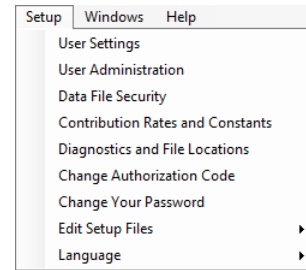 Setup Windows Help
User Settings
User Administration
Data File Security
Contribution Rates and Constants
Diagnostics and File Locations
Change Authorization Code
Change Your Password
Edit Setup Files
Language